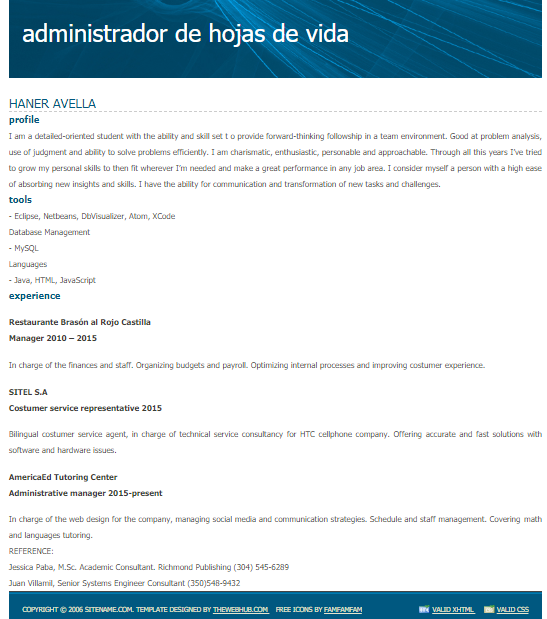 administrador de hojas de vida
HANER AVELLA
profile
I am a detailed-oriented student with the ability and skill set t o provide forward-thinking followship in a team environment. Good at problem analysis,
use of judgment and ability to solve problems efficiently. I am charismatic, enthusiastic, personable and approachable. Through all this years I've tried
to grow my personal skills to then fit wherever I'm needed and make a great performance in any job area. I consider myself a person with a high ease
of absorbing new insights and skills. I have the ability for communication and transformation of new tasks and challenges.
tools
- Eclipse, Netbeans, DbVisualizer, Atom, XCode
Database Management
- MySQL
Languages
- Java, HTML, JavaScript
experience
Restaurante Brasón al Rojo Castilla
Manager 2010 – 2015
In charge of the finances and staff. Organizing budgets and payroll. Optimizing internal processes and improving costumer experience.
SITEL S.A
Costumer service representative 2015
Bilingual costumer service agent, in charge of technical service consultancy for HTC cellphone company. Offering accurate and fast solutions with
software and hardware issues.
AmericaEd Tutoring Center
Administrative manager 2015-present
In charge of the web design for the company, managing social media and communication strategies. Schedule and staff management. Covering math
and languages tutoring.
REFERENCE:
Jessica Paba, M.Sc. Academic Consultant. Richmond Publishing (304) 545-6289
Juan Villamil, Senior Systems Engineer Consultant (350)548-9432
COPYRIGHT © 2006 SITENAME.COM. TEMPLATE DESIGNED BY THEWEBHUB.COM FREE ICONS BY FAMFAMFAM VALID XHTML VALID CSS